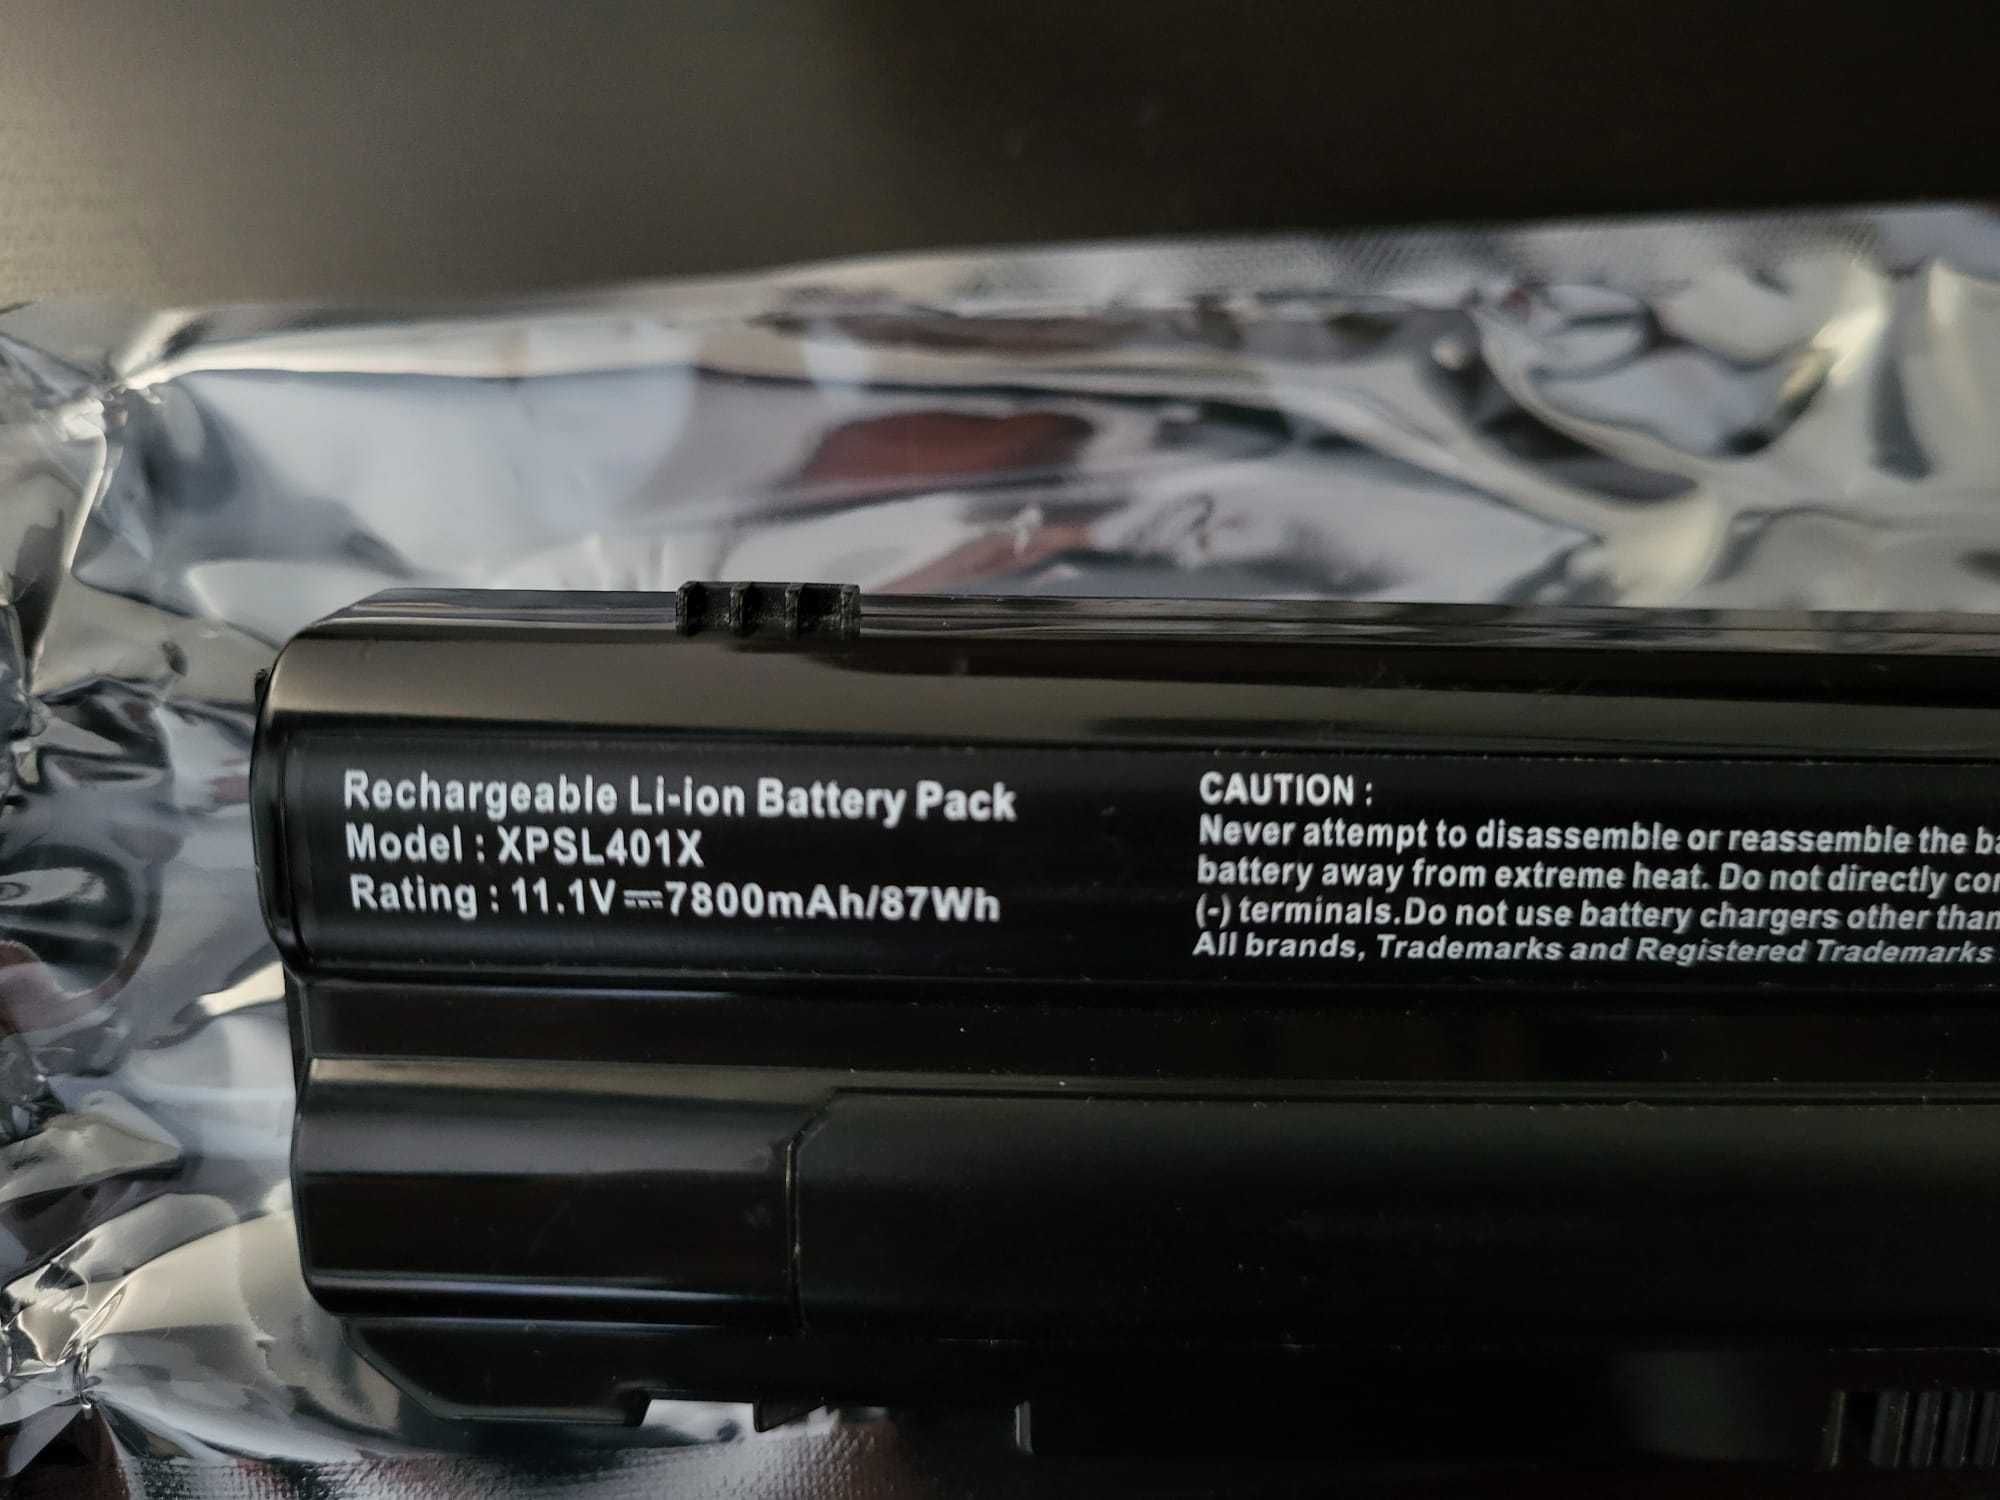 Rechargeable Li-ion Battery Pack
Model : XPSL401X
Rating : 11.1V⎓7800mAh/87Wh
CAUTION :
Never attempt to disassemble or reassemble the
battery away from extreme heat. Do not directly
(-) terminals.Do not use battery chargers other than
All brands, Trademarks and Registered Trademarks